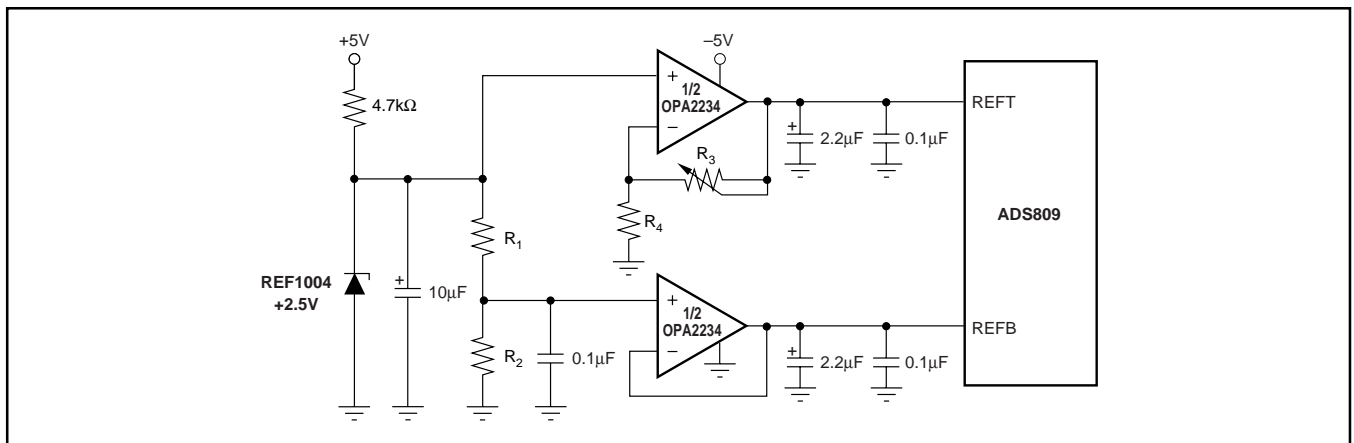 +5V
–5V
4.7kΩ
+
1/2
OPA2234
–
REFT
+
2.2µF
0.1µF
R3
ADS809
R4
R1
REF1004
+2.5V
+
10µF
+
1/2
OPA2234
–
REFB
R2
0.1µF
+
2.2µF
0.1µF